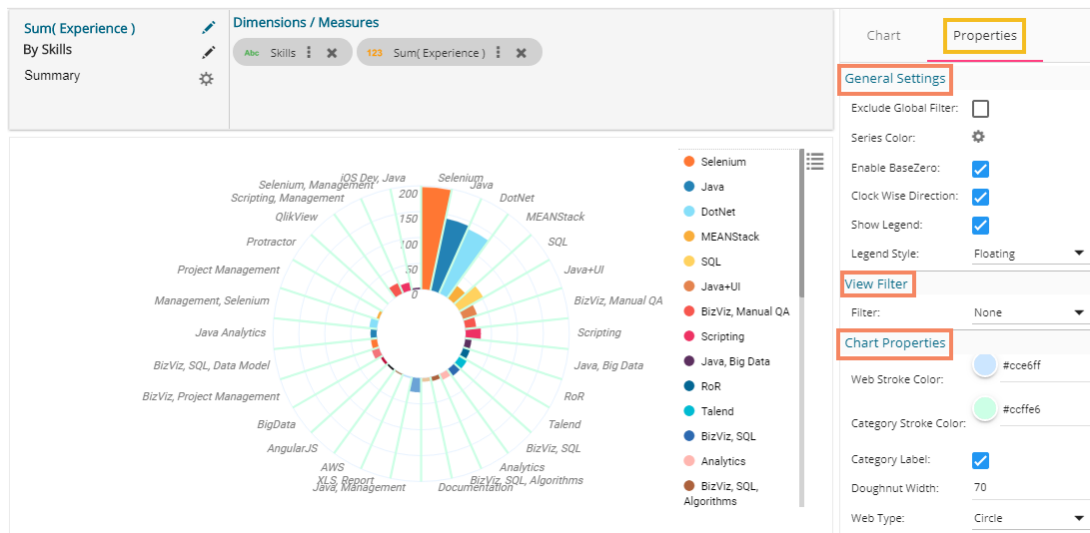 Sum( Experience )
By Skills
Summary
Dimensions / Measures
Abc Skills
123 Sum( Experience )
Chart
Properties
General Settings
Exclude Global Filter:
Series Color:
Enable BaseZero:
Clock Wise Direction:
Show Legend:
Legend Style: Floating
View Filter
Filter: None
Chart Properties
Web Stroke Color: #cce6ff
Category Stroke Color: #ccffe6
Category Label:
Doughnut Width: 70
Web Type: Circle
200
150
100
50
0
Selenium
Java
DotNet
MEANStack
SQL
Java+UI
BizViz, Manual QA
Scripting
Java, Big Data
RoR
Talend
BizViz, SQL
Analytics
BizViz, SQL, Algorithms
Documentation
Java, Management
XLS, Report
AWS
AngularJS
BigData
BizViz, Project Management
BizViz, SQL, Data Model
Java Analytics
Management, Selenium
Project Management
Protractor
QlikView
Scripting, Management
Selenium, Management
iOS Dev, Java
Selenium
Java
DotNet
MEANStack
SQL
Java+UI
BizViz, Manual QA
Scripting
Java, Big Data
RoR
Talend
BizViz, SQL
Analytics
BizViz, SQL,
Algorithms